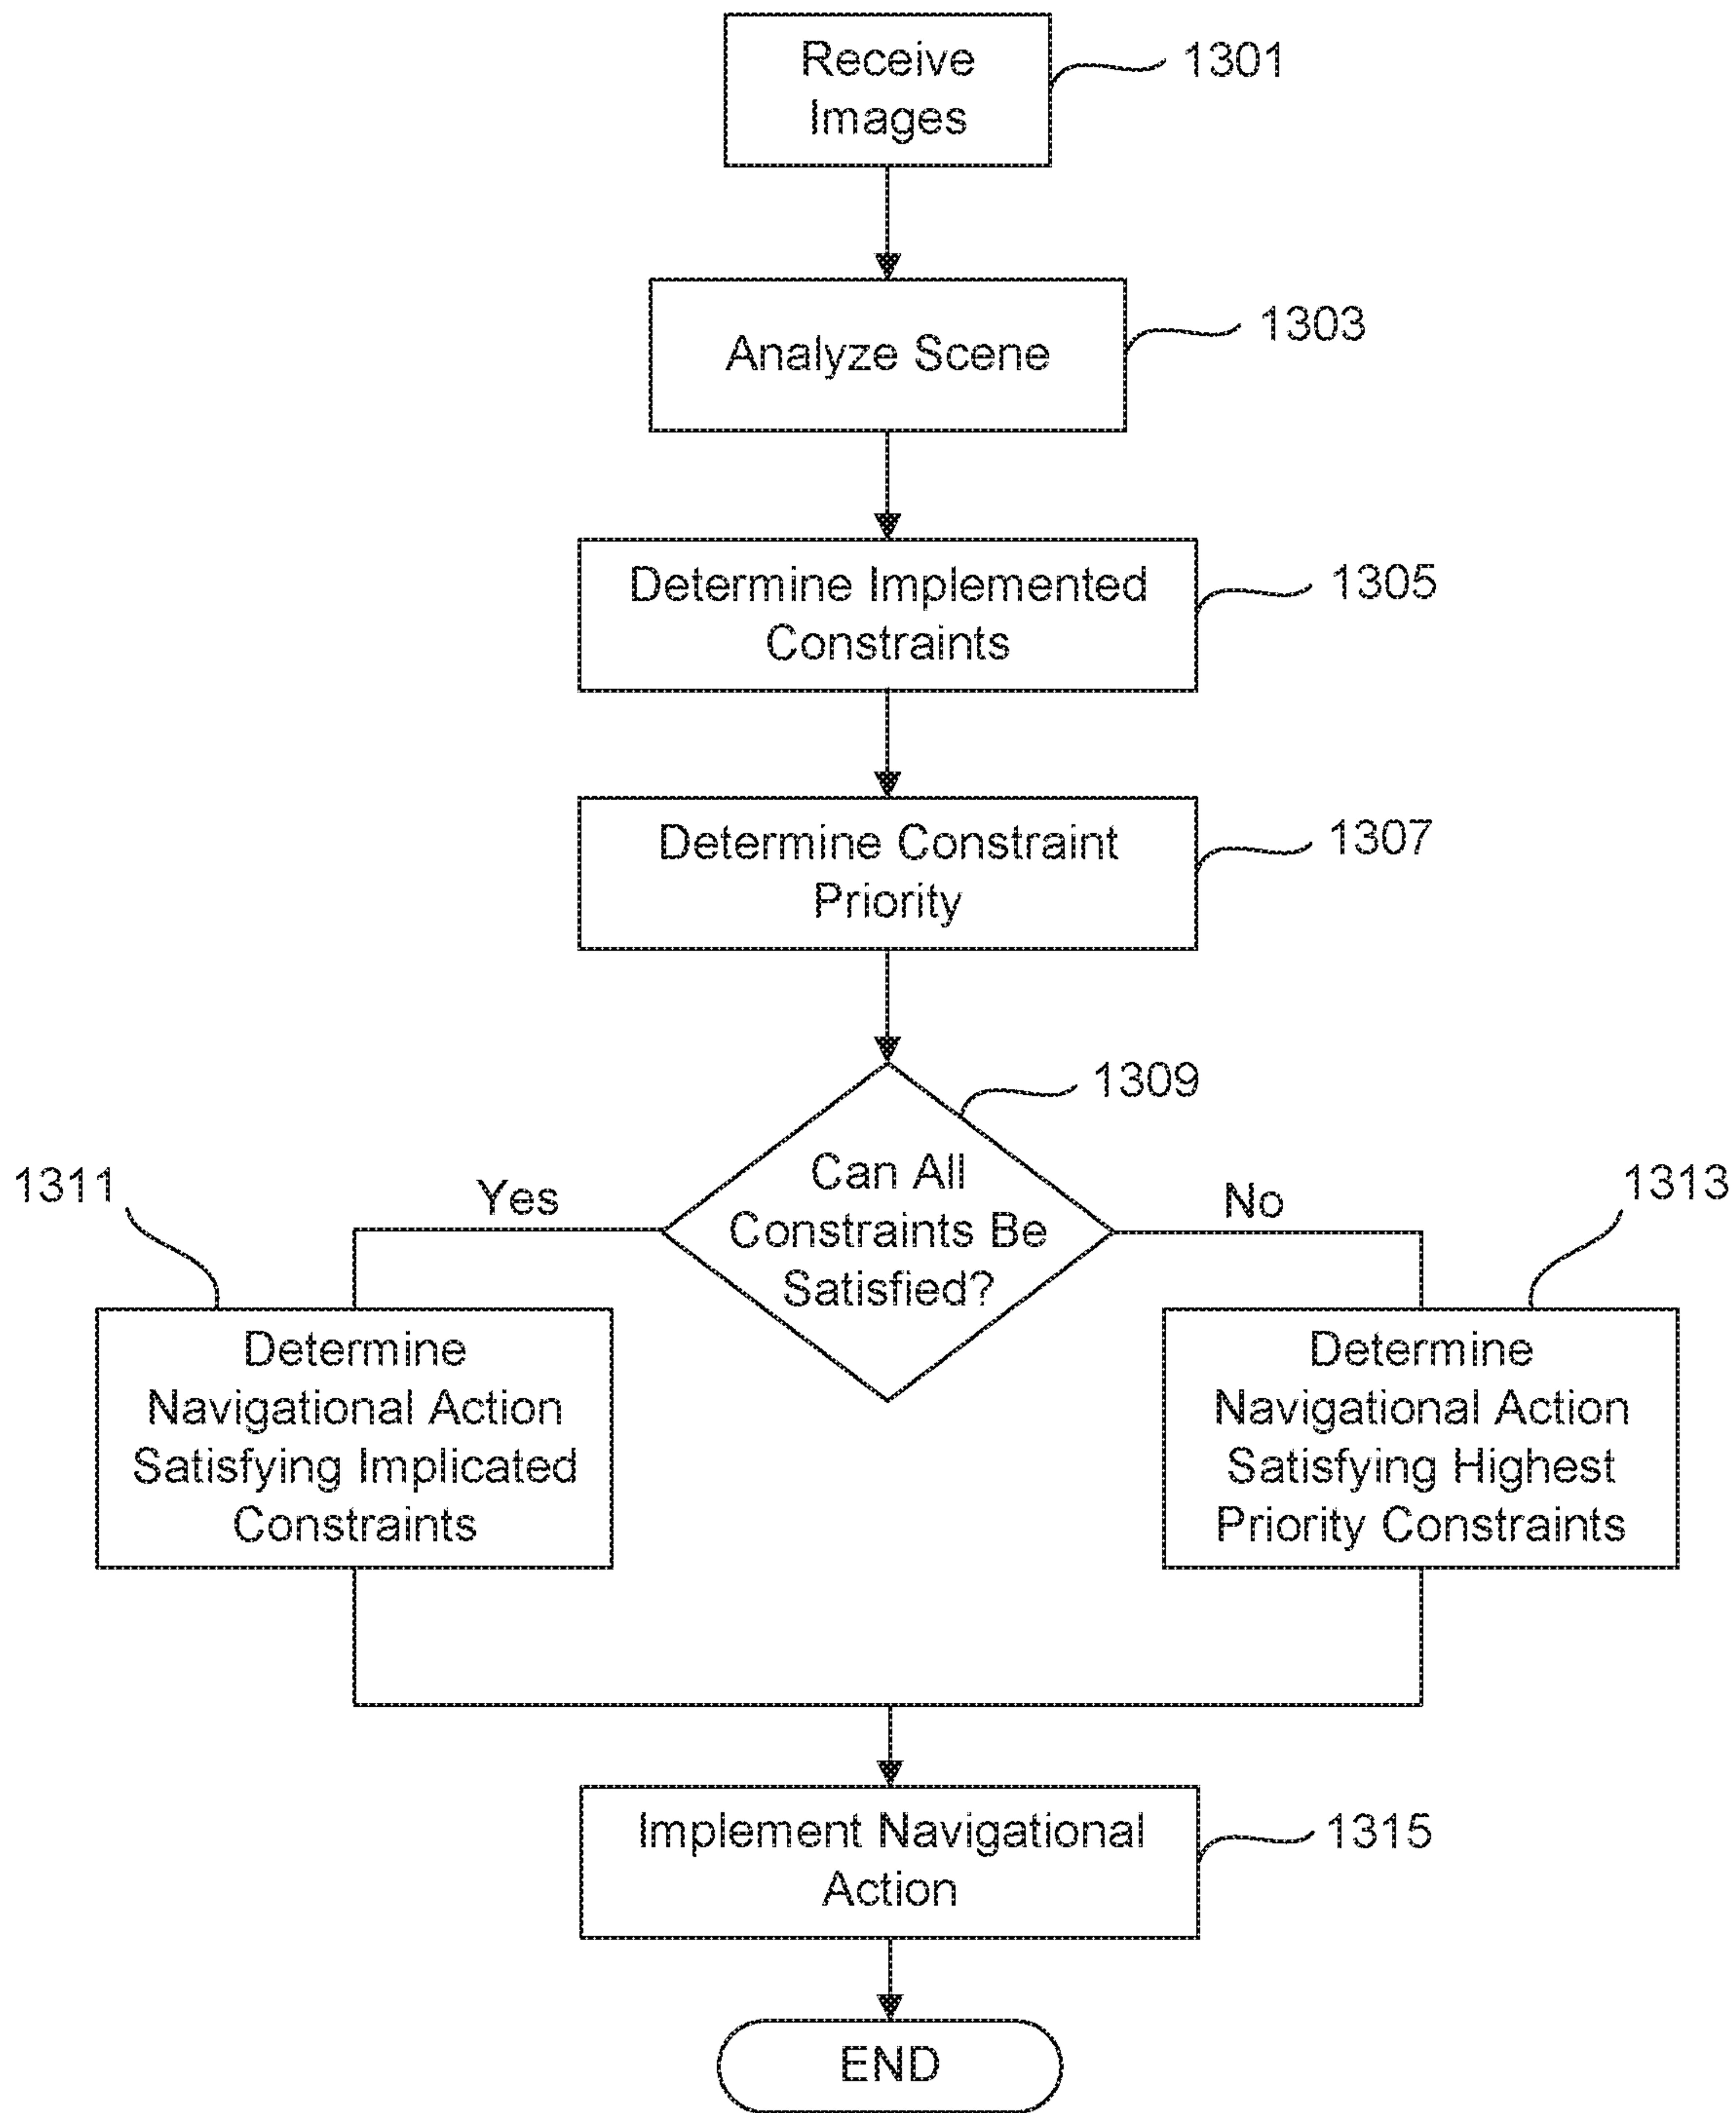 Receive
Images
1301
Analyze Scene
1303
Determine Implemented
Constraints
1305
Determine Constraint
Priority
1307
1309
Can All
Constraints Be
Satisfied?
Yes
No
1311
1313
Determine
Navigational Action
Satisfying Implicated
Constraints
Determine
Navigational Action
Satisfying Highest
Priority Constraints
Implement Navigational
Action
1315
END